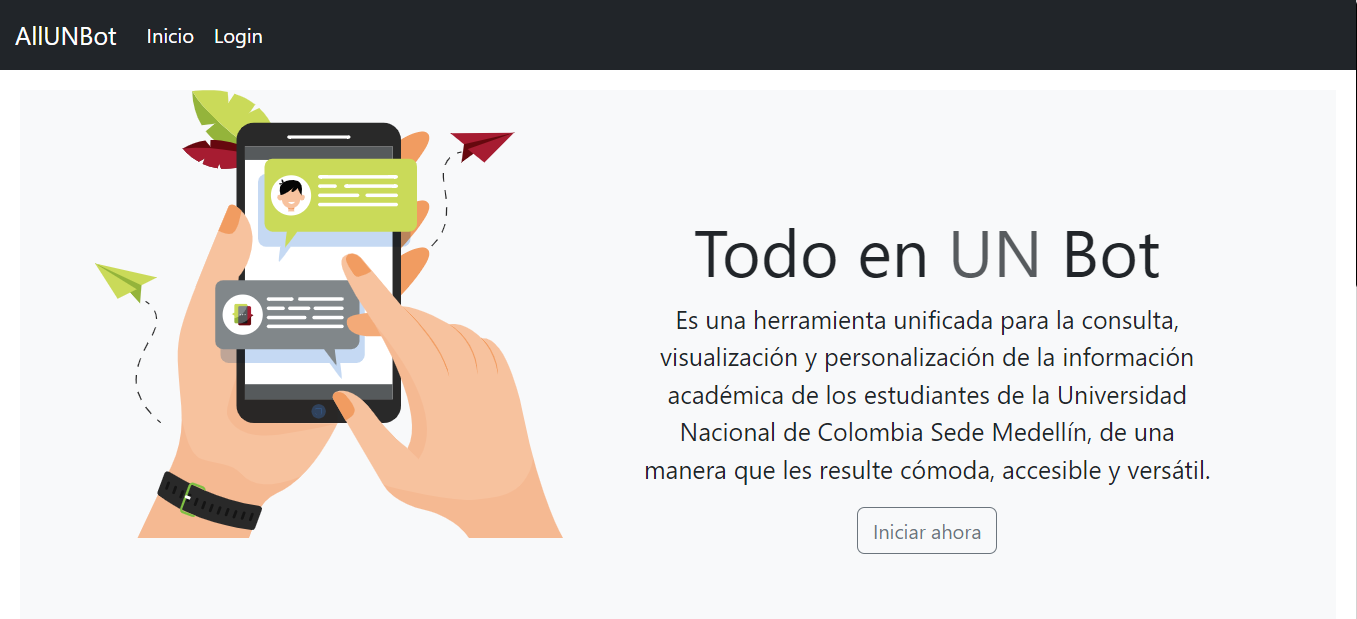 AllUNBot Inicio Login
Todo en UN Bot
Es una herramienta unificada para la consulta,
visualización y personalización de la información
académica de los estudiantes de la Universidad
Nacional de Colombia Sede Medellín, de una
manera que les resulte cómoda, accesible y versátil.
Iniciar ahora